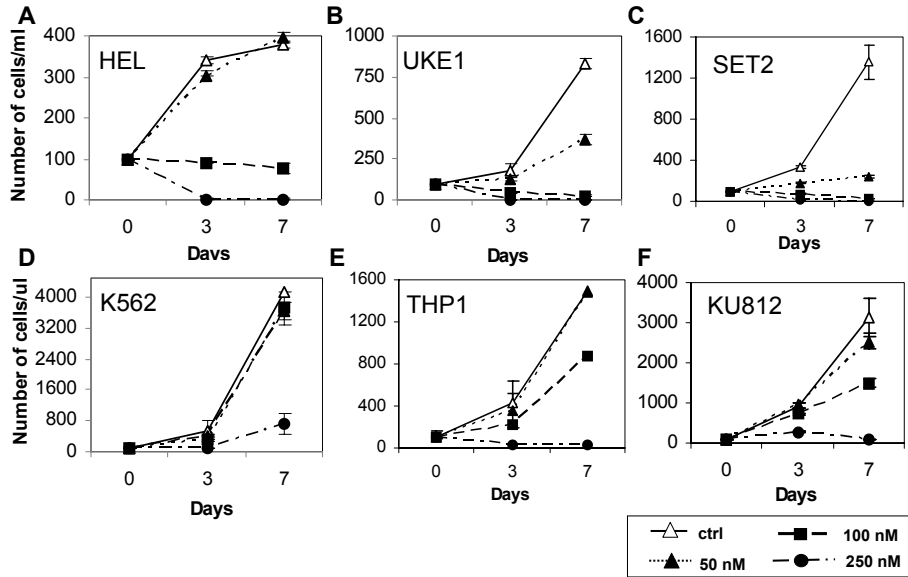 A
B
C
Number of cells/ml
400
300
200
100
0
HEL
0 3 7
Davs
1000
750
500
250
0
UKE1
0 3 7
Days
1600
1200
800
400
0
SET2
0 3 7
Days
D
E
F
Number of cells/ul
4000
3200
2400
1600
800
0
K562
0 3 7
Days
1600
1200
800
400
0
THP1
0 3 7
Days
4000
3000
2000
1000
0
KU812
0 3 7
Days
ctrl 100 nM
50 nM 250 nM